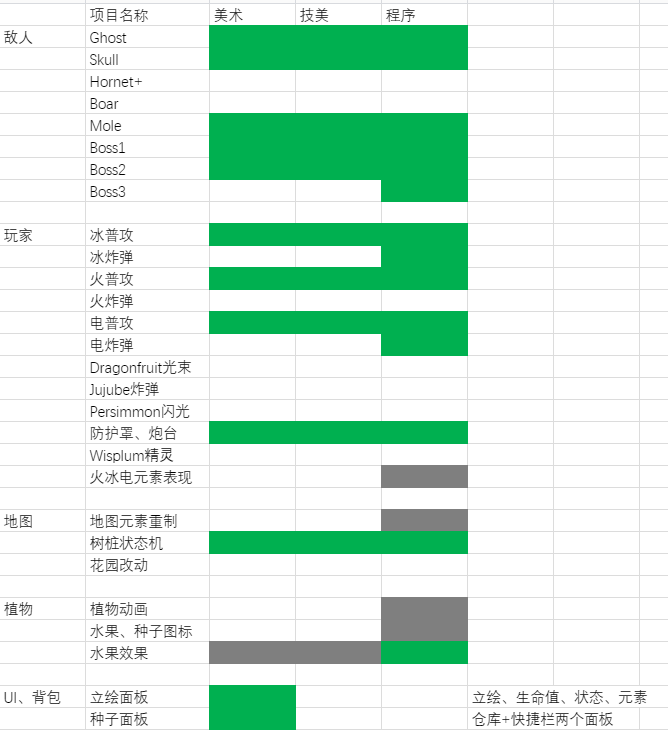 项目名称 美术 技美 程序
敌人 Ghost
Skull
Hornet+
Boar
Mole
Boss1
Boss2
Boss3
玩家 冰普攻
冰炸弹
火普攻
火炸弹
电普攻
电炸弹
Dragonfruit光束
Jujube炸弹
Persimmon闪光
防护罩、炮台
Wisplum精灵
火冰电元素表现
地图 地图元素重制
树桩状态机
花园改动
植物 植物动画
水果、种子图标
水果效果
UI、背包 立绘面板 立绘、生命值、状态、元素
种子面板 仓库+快捷栏两个面板